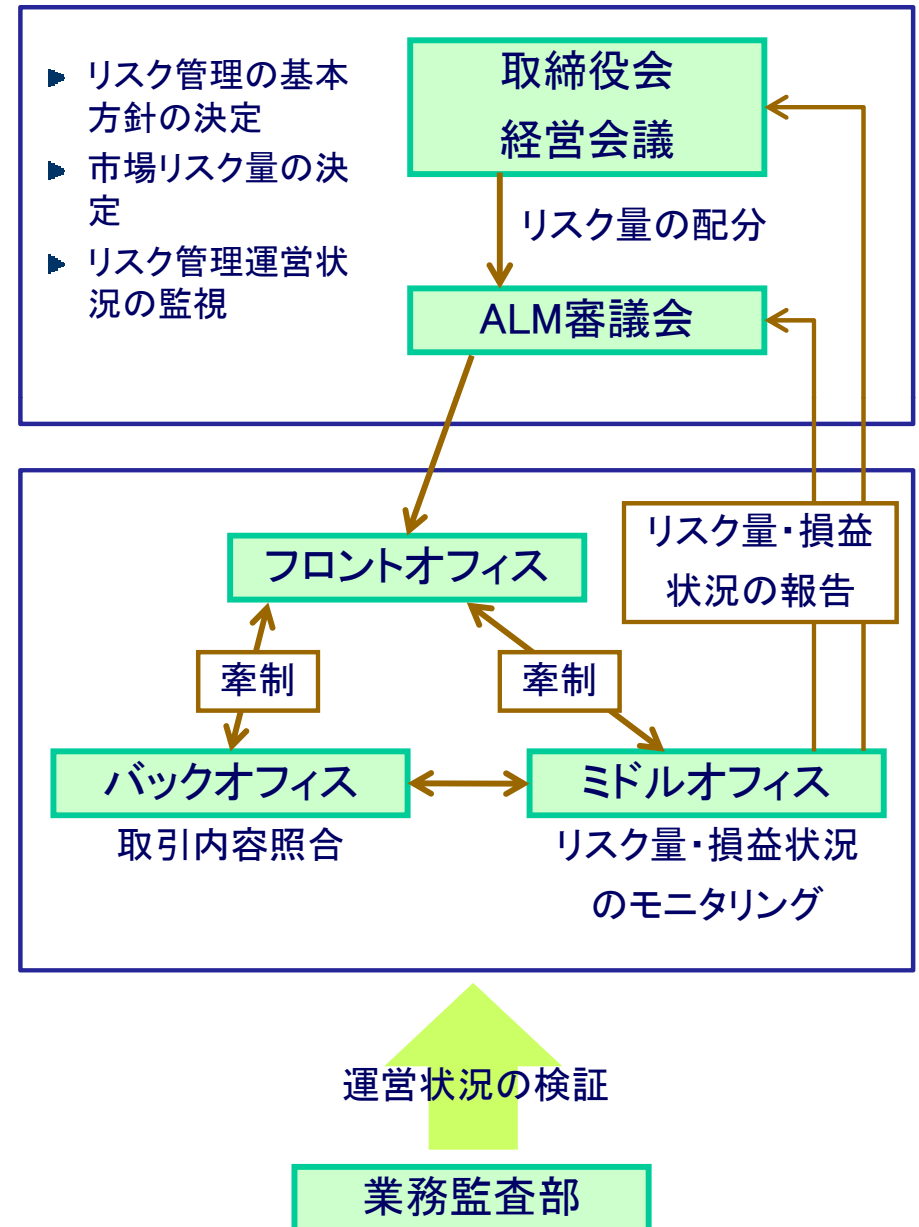 リスク管理の基本
方針の決定
市場リスク量の決
定
リスク管理運営状
況の監視
取締役会
経営会議
リスク量の配分
ALM審議会
リスク量・損益
状況の報告
フロントオフィス
牽制
牽制
バックオフィス
ミドルオフィス
取引内容照合
リスク量・損益状況
のモニタリング
運営状況の検証
業務監査部